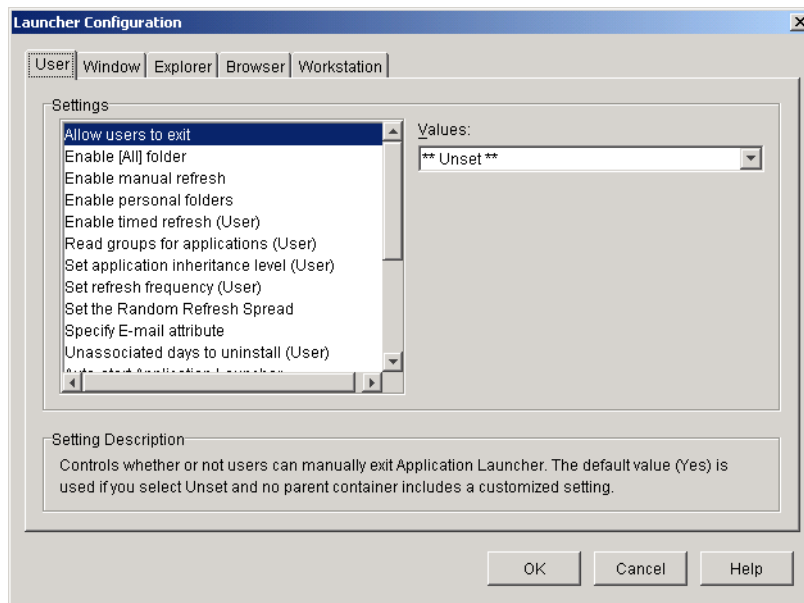 Launcher Configuration
User
Window
Explorer
Browser
Workstation
Settings
Allow users to exit
Enable [All] folder
Enable manual refresh
Enable personal folders
Enable timed refresh (User)
Read groups for applications (User)
Set application inheritance level (User)
Set refresh frequency (User)
Set the Random Refresh Spread
Specify E-mail attribute
Unassociated days to uninstall (User)
Auto-start Application Launcher
Values:
** Unset **
Setting Description
Controls whether or not users can manually exit Application Launcher. The default value (Yes) is
used if you select Unset and no parent container includes a customized setting.
OK
Cancel
Help